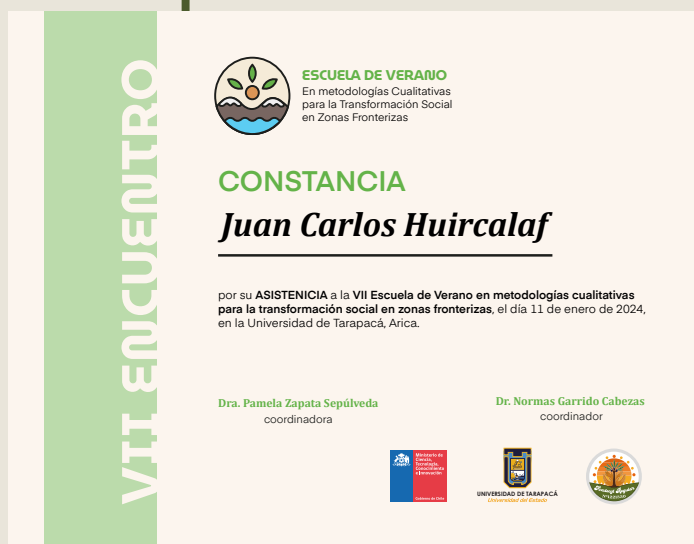 VII ENCUENTRO
ESCUELA DE VERANO
En metodologías Cualitativas
para la Transformación Social
en Zonas Fronterizas
CONSTANCIA
Juan Carlos Huircalaf
por su ASISTENICIA a la VII Escuela de Verano en metodologías cualitativas
para la transformación social en zonas fronterizas, el día 11 de enero de 2024,
en la Universidad de Tarapacá, Arica.
Dra. Pamela Zapata Sepúlveda
coordinadora
Dr. Normas Garrido Cabezas
coordinador
Ministerio de
Ciencia,
Tecnología,
Conocimiento
e Innovación
Gobierno de Chile
UNIVERSIDAD DE TARAPACÁ
Universidad del Estado